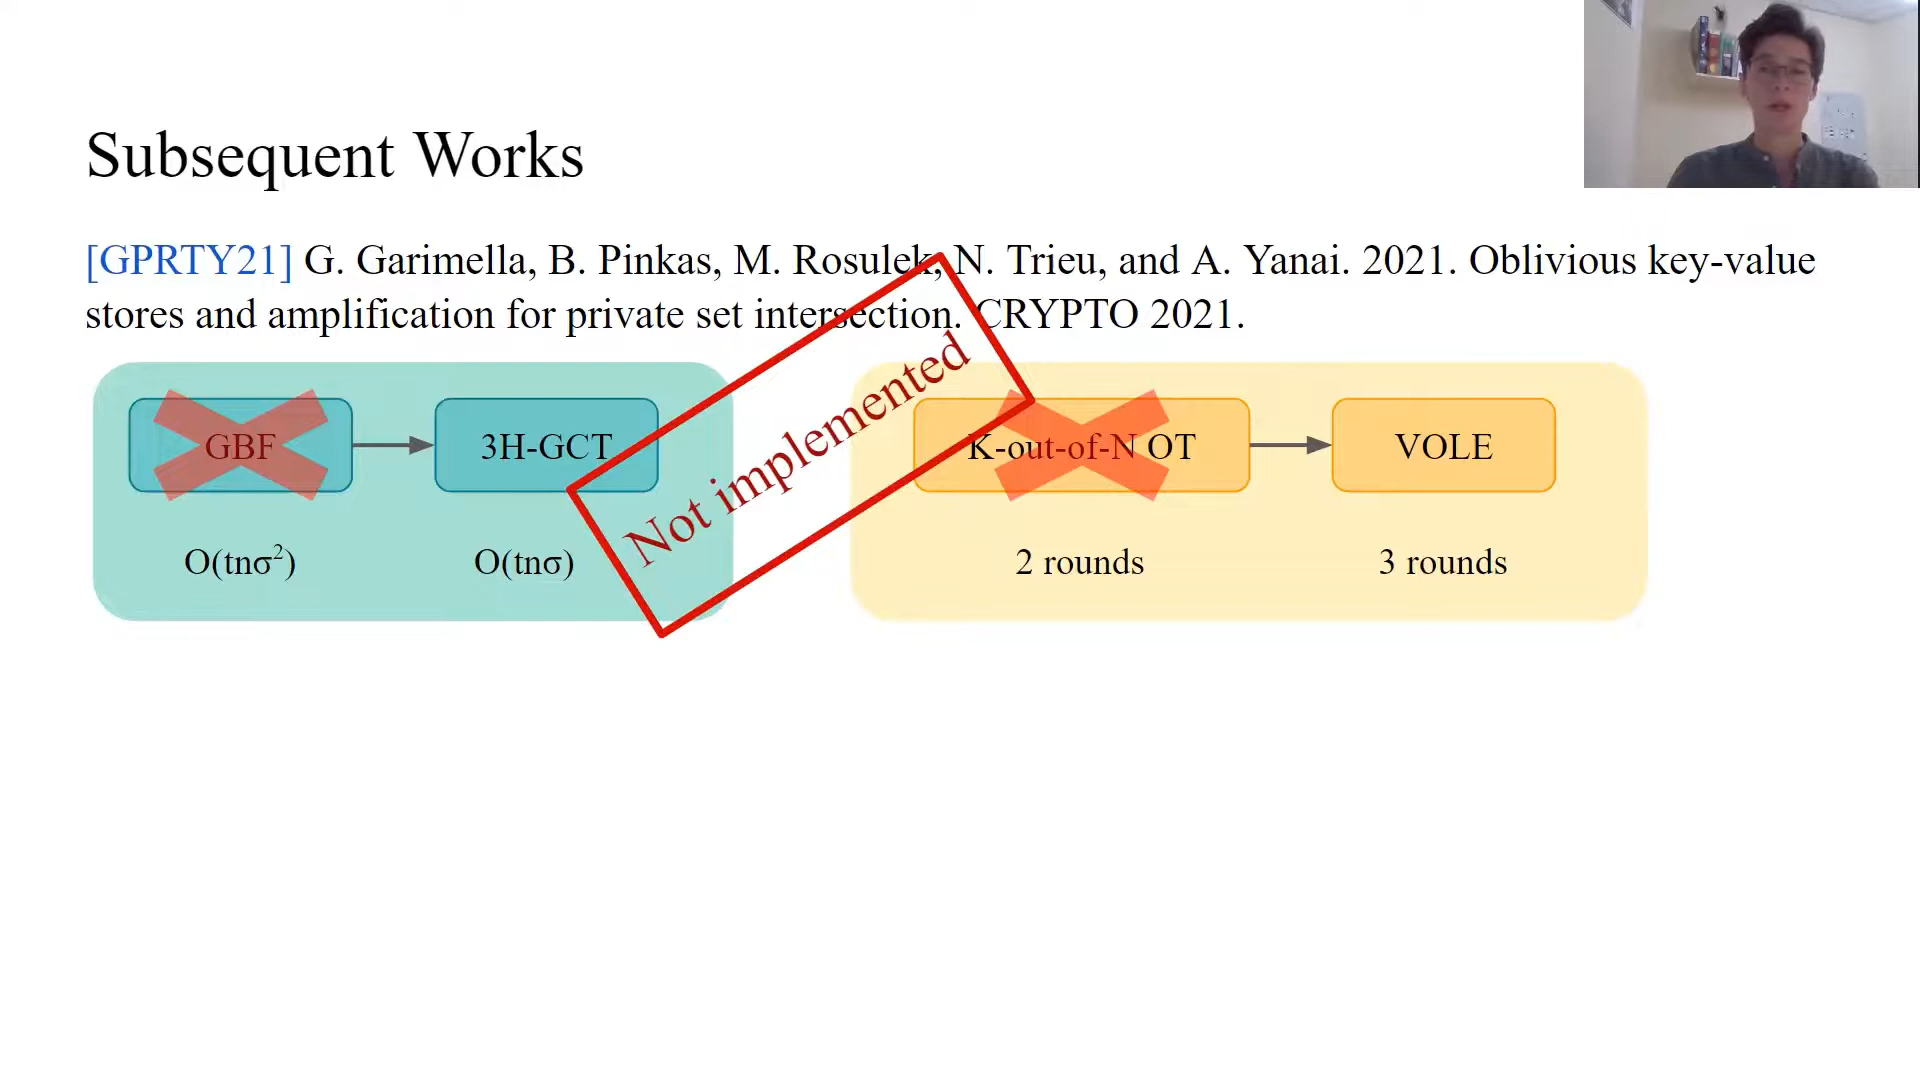 Subsequent Works
[GPRTY21] G. Garimella, B. Pinkas, M. Rosulek, N. Trieu, and A. Yanai. 2021. Oblivious key-value
stores and amplification for private set intersection. CRYPTO 2021.
GBF
3H-GCT
Not implemented
K-out-of-N OT
VOLE
O(tnσ²)
O(tnσ)
2 rounds
3 rounds